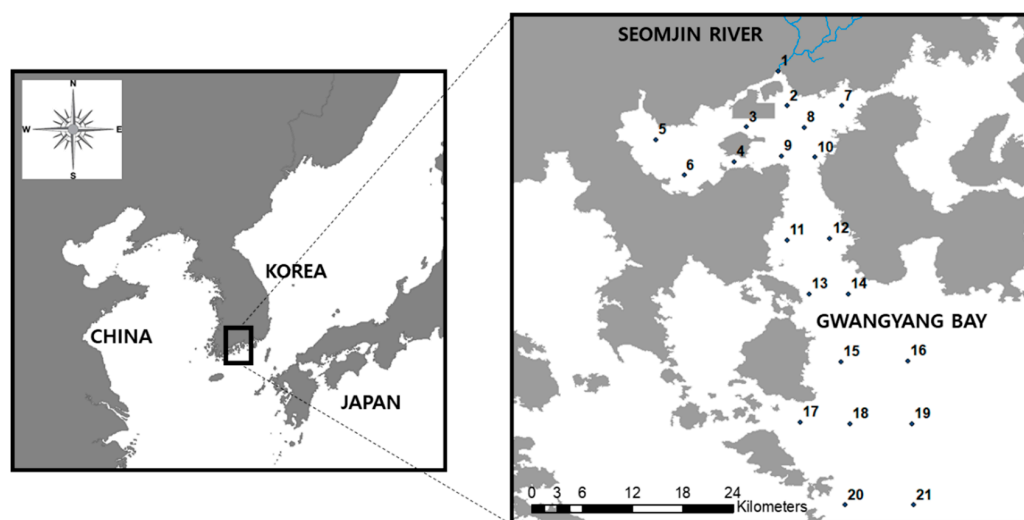 N
W E
S
KOREA
CHINA
JAPAN
SEOMJIN RIVER
1
2
7
3
8
5
4
9
10
6
11
12
13
14
GWANGYANG BAY
15
16
17
18
19
20
21
0 3 6 12 18 24
Kilometers